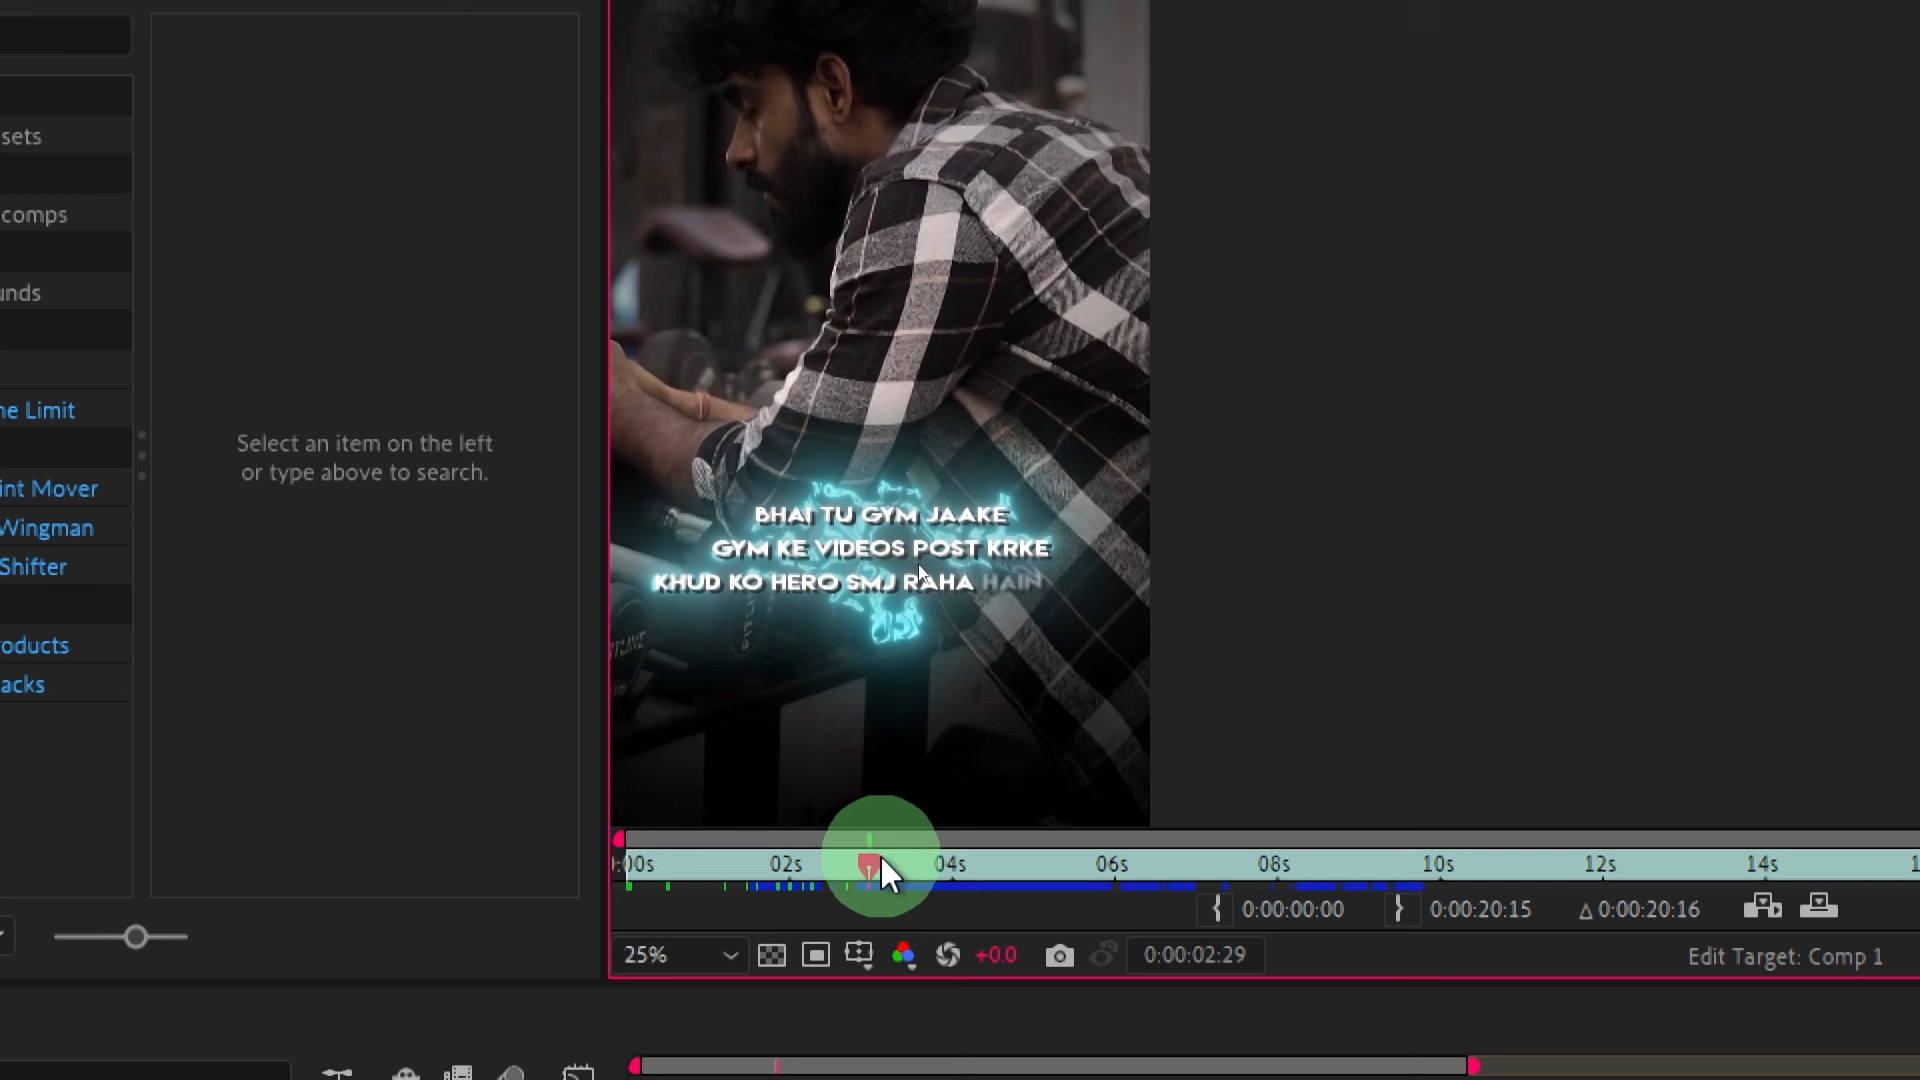 sets
comps
unds
ne Limit
int Mover
Wingman
Shifter
oducts
acks
Select an item on the left
or type above to search.
BHAI TU GYM JAAKE
GYM KE VIDEOS POST KRKE
KHUD KO HERO SMJ RAHA HAIN
:00s 02s 04s 06s 08s 10s 12s 14s 1
{ 0:00:00:00 } 0:00:20:15 Δ 0:00:20:16
25% +0.0 0:00:02:29 Edit Target: Comp 1